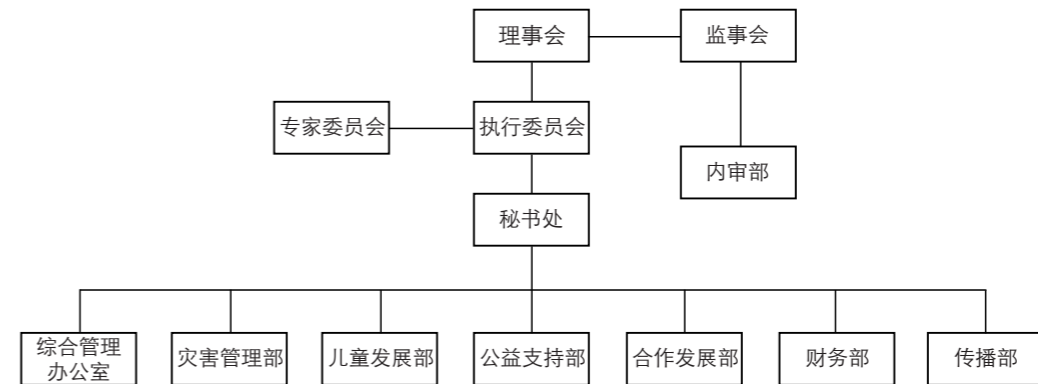 理事会
监事会
专家委员会
执行委员会
内审部
秘书处
综合管理
办公室
灾害管理部
儿童发展部
公益支持部
合作发展部
财务部
传播部